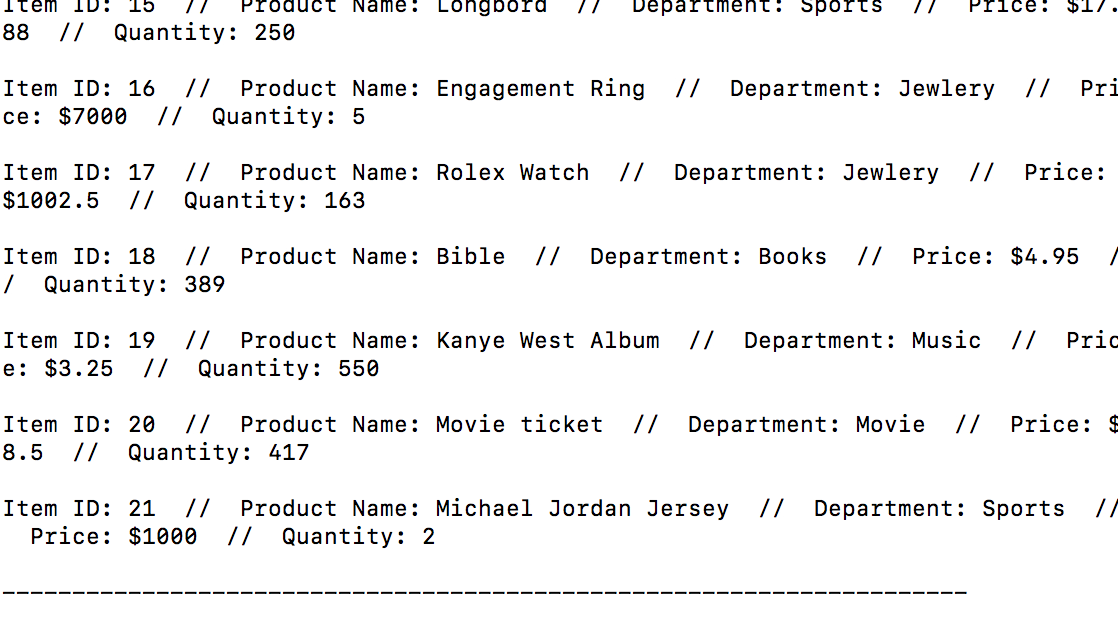 Item ID: 15  //  Product Name: Longbord  //  Department: Sports  //  Price: $17.
88  //  Quantity: 250
Item ID: 16  //  Product Name: Engagement Ring  //  Department: Jewlery  //  Pri
ce: $7000  //  Quantity: 5
Item ID: 17  //  Product Name: Rolex Watch  //  Department: Jewlery  //  Price:
$1002.5  //  Quantity: 163
Item ID: 18  //  Product Name: Bible  //  Department: Books  //  Price: $4.95  /
/  Quantity: 389
Item ID: 19  //  Product Name: Kanye West Album  //  Department: Music  //  Pric
e: $3.25  //  Quantity: 550
Item ID: 20  //  Product Name: Movie ticket  //  Department: Movie  //  Price: $
8.5  //  Quantity: 417
Item ID: 21  //  Product Name: Michael Jordan Jersey  //  Department: Sports  //
  Price: $1000  //  Quantity: 2
_____________________________________________________________________